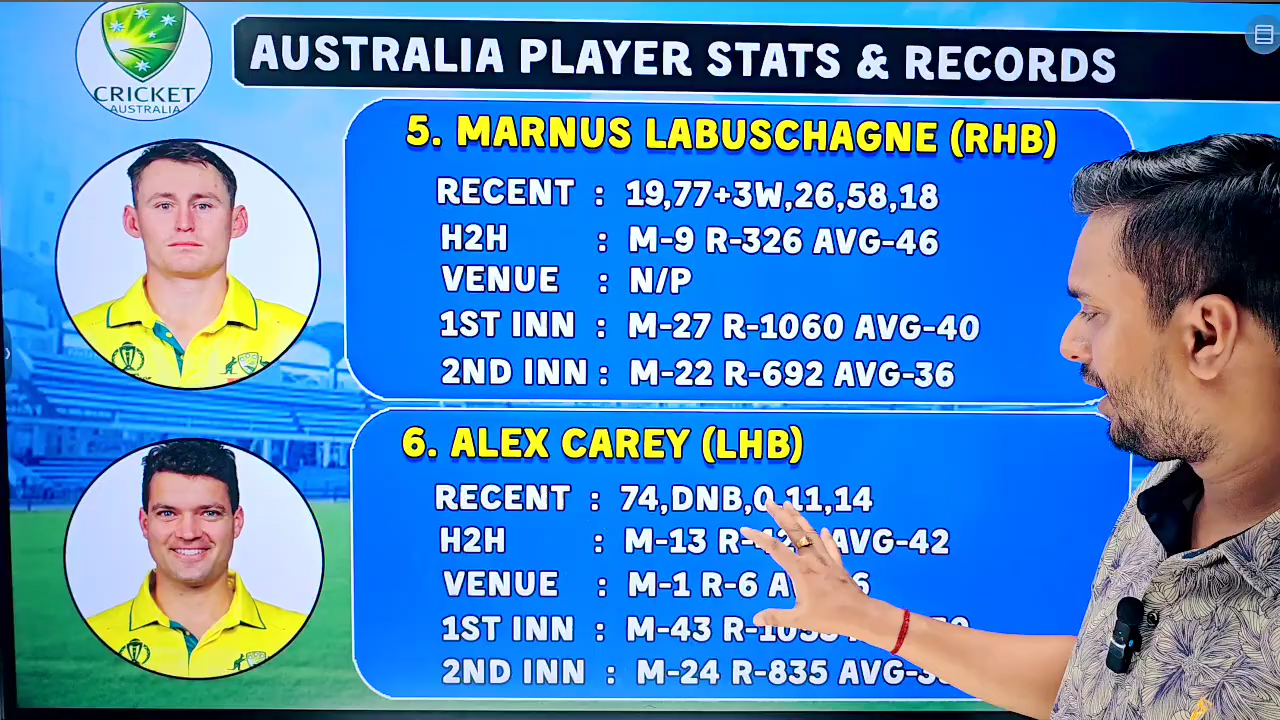 CRICKET
AUSTRALIA
AUSTRALIA PLAYER STATS & RECORDS
5. MARNUS LABUSCHAGNE (RHB)
RECENT : 19,77+3W,26,58,18
H2H : M-9 R-326 AVG-46
VENUE : N/P
1ST INN : M-27 R-1060 AVG-40
2ND INN : M-22 R-692 AVG-36
6. ALEX CAREY (LHB)
RECENT : 74,DNB,0,11,14
H2H : M-13 AVG-42
VENUE : M-1 R-6
1ST INN : M-43
2ND INN : M-24 R-835